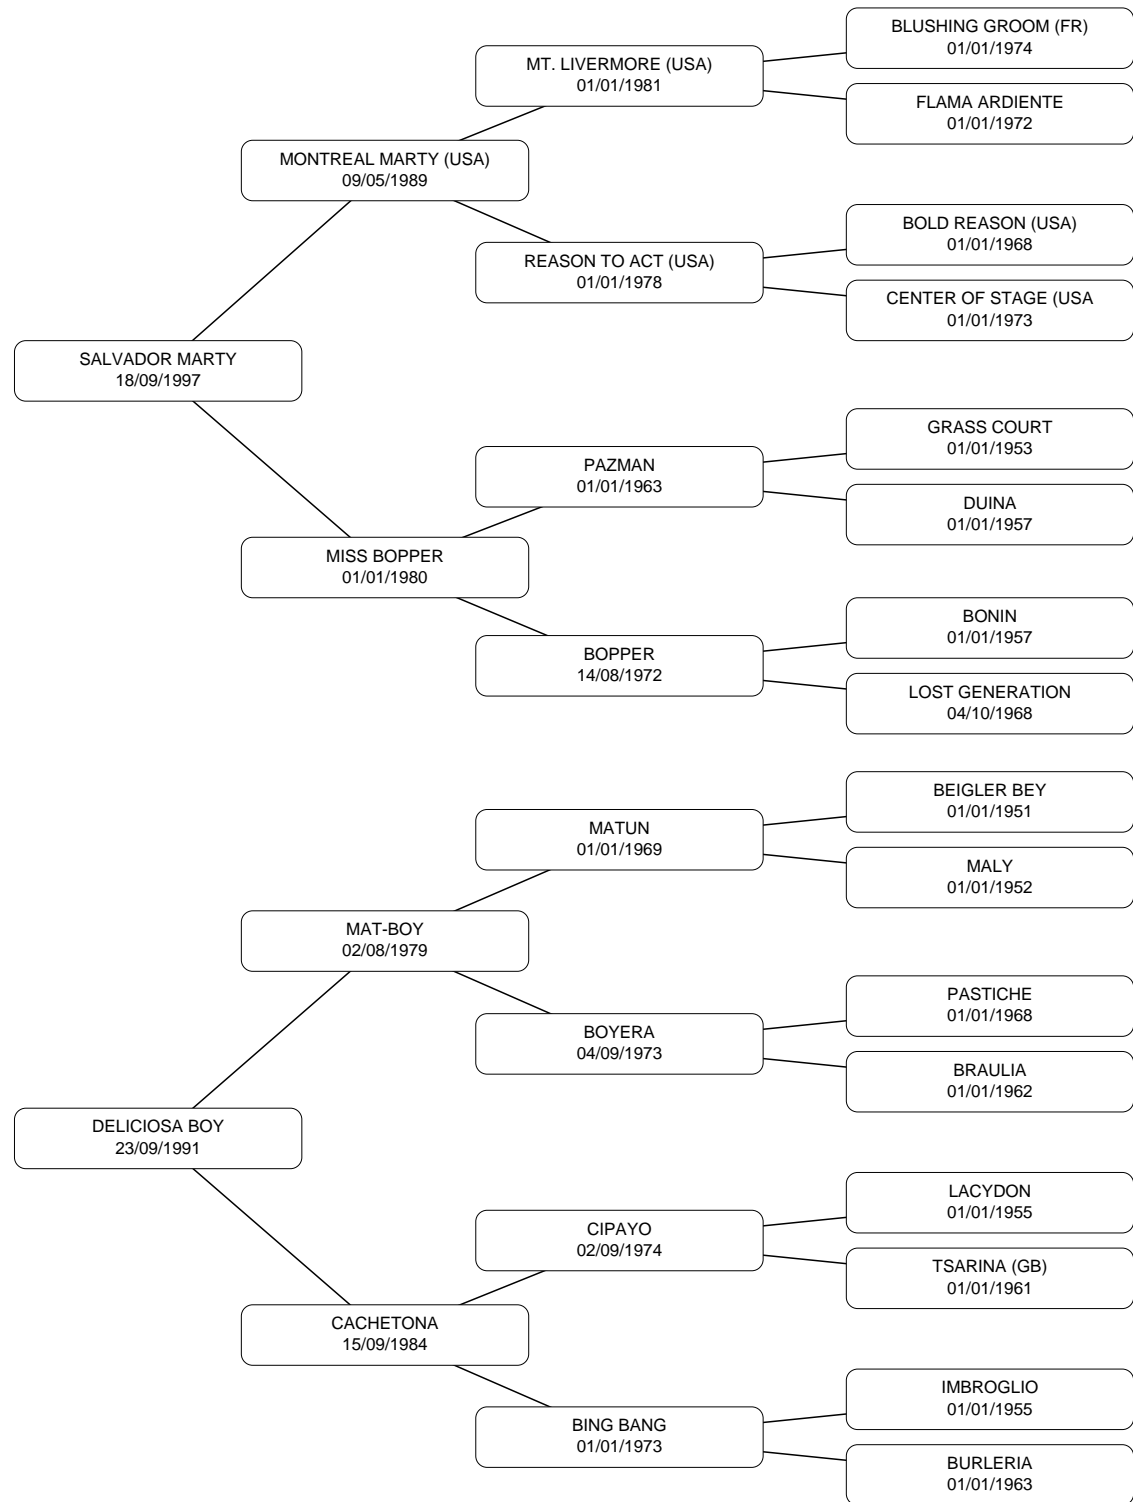 BLUSHING GROOM (FR)
01/01/1974
MT. LIVERMORE (USA)
01/01/1981
FLAMA ARDIENTE
01/01/1972
MONTREAL MARTY (USA)
09/05/1989
BOLD REASON (USA)
01/01/1968
REASON TO ACT (USA)
01/01/1978
CENTER OF STAGE (USA
01/01/1973
SALVADOR MARTY
18/09/1997
GRASS COURT
01/01/1953
PAZMAN
01/01/1963
DUINA
01/01/1957
MISS BOPPER
01/01/1980
BONIN
01/01/1957
BOPPER
14/08/1972
LOST GENERATION
04/10/1968
BEIGLER BEY
01/01/1951
MATUN
01/01/1969
MALY
01/01/1952
MAT-BOY
02/08/1979
PASTICHE
01/01/1968
BOYERA
04/09/1973
BRAULIA
01/01/1962
DELICIOSA BOY
23/09/1991
LACYDON
01/01/1955
CIPAYO
02/09/1974
TSARINA (GB)
01/01/1961
CACHETONA
15/09/1984
IMBROGLIO
01/01/1955
BING BANG
01/01/1973
BURLERIA
01/01/1963